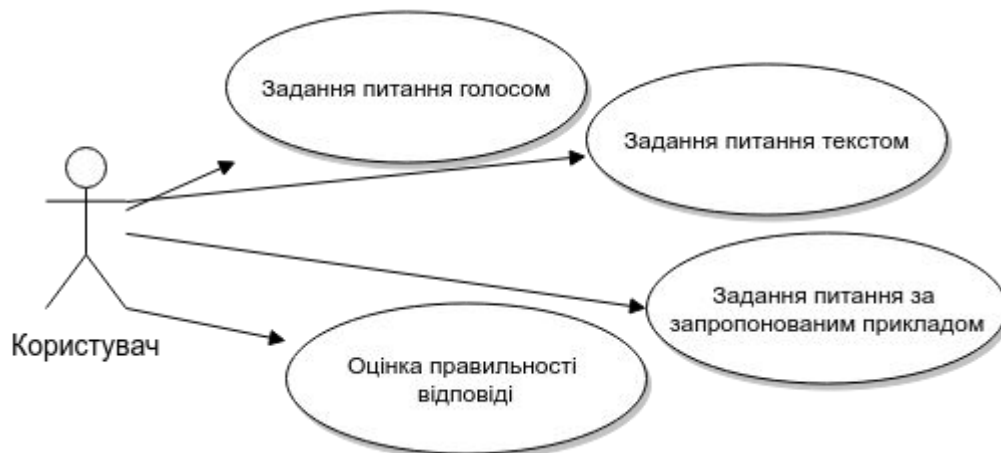 Задання питання голосом
Задання питання текстом
Задання питання за
запропонованим прикладом
Користувач
Оцінка правильності
відповіді